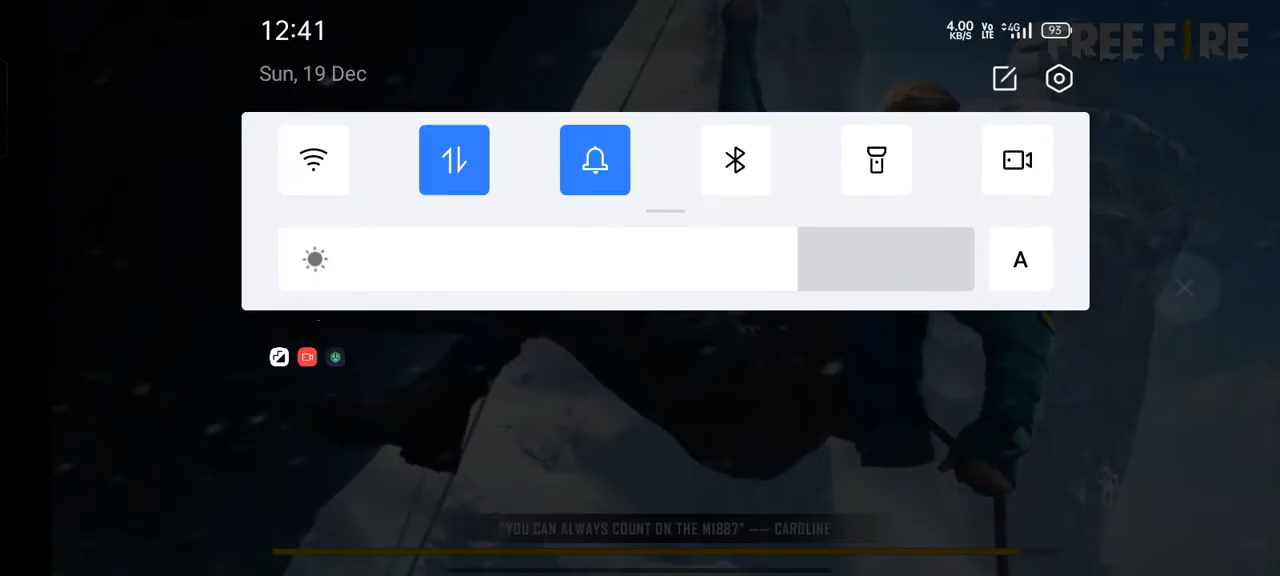 12:41
4.00
KB/S
Vo
LTE
4G
93
FREE FIRE
Sun, 19 Dec
A
"YOU CAN ALWAYS COUNT ON THE M1887" —— CAROLINE